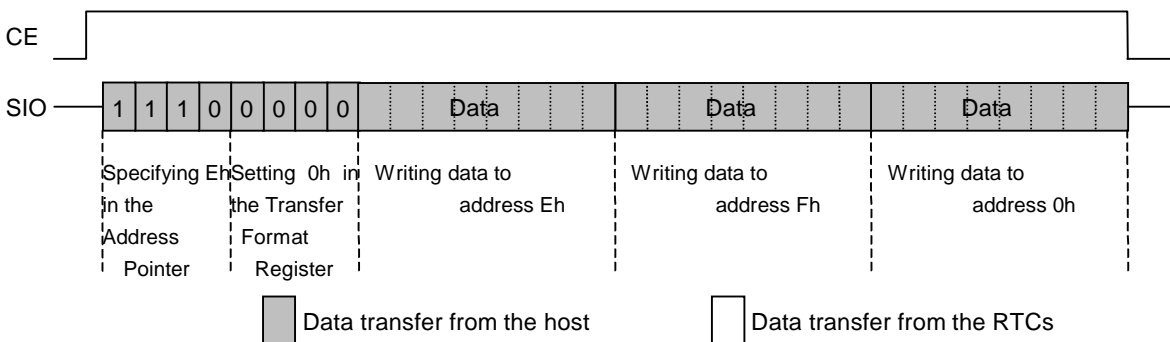 CE
SIO 1 1 1 0 0 0 0 0 Data Data Data
Specifying Eh Setting 0h in Writing data to Writing data to Writing data to
in the the Transfer address Eh address Fh address 0h
Address Format
Pointer Register
Data transfer from the host Data transfer from the RTCs